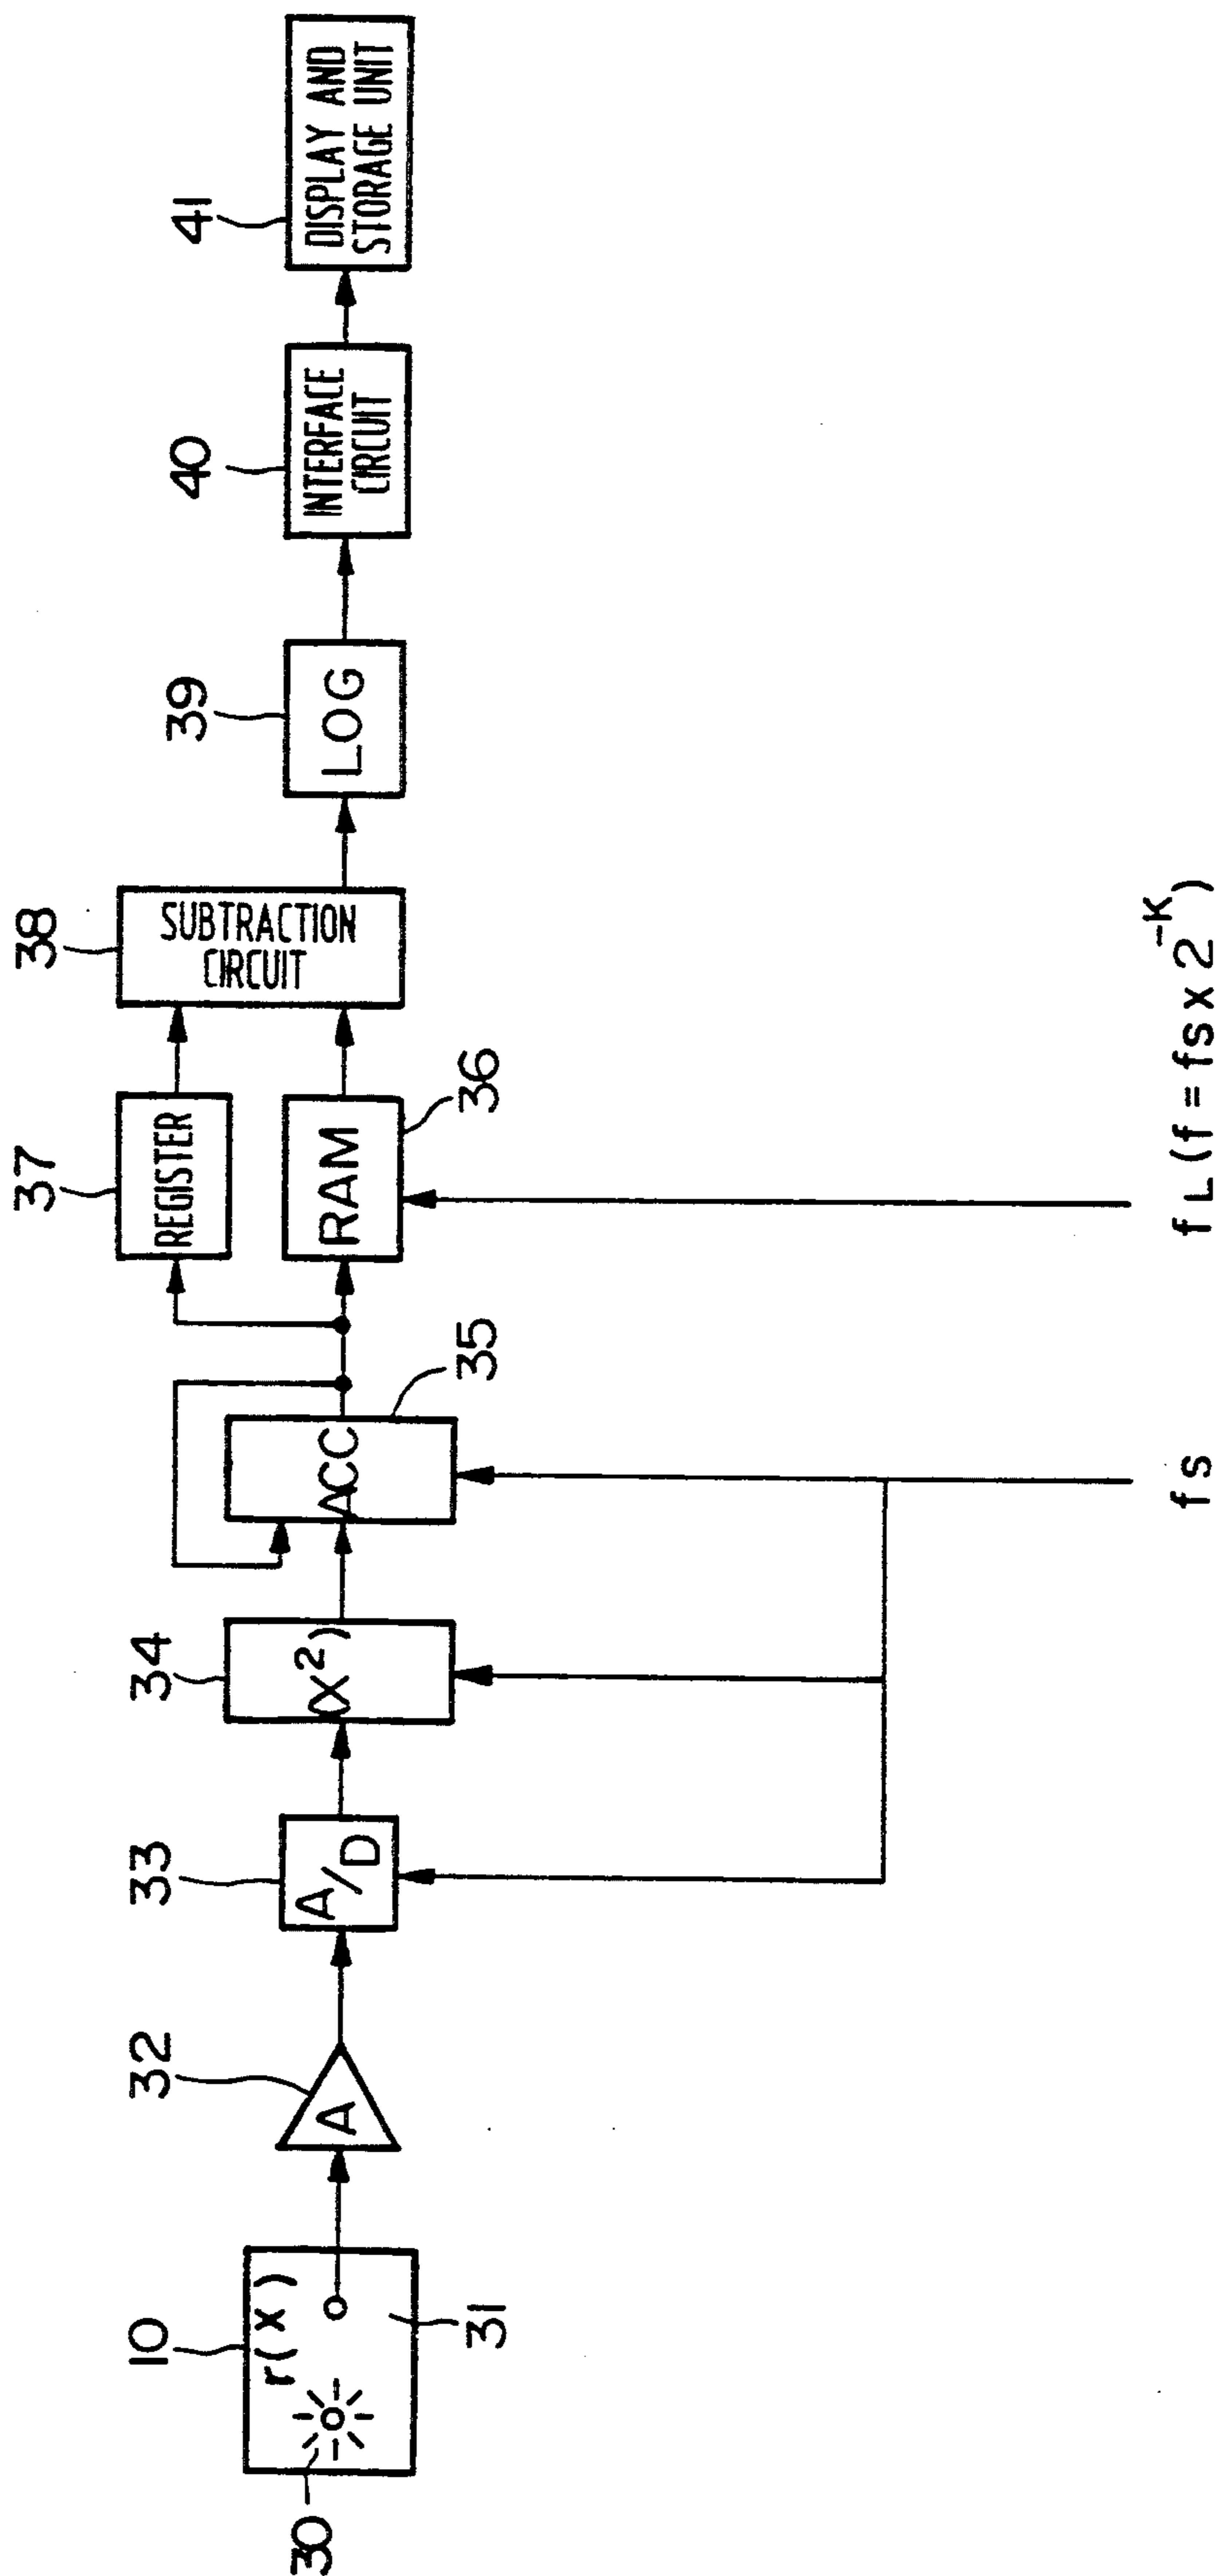 10
r(x)
30
31
32
A
33
A/D
34
(X²)
35
ACC
36
RAM
37
REGISTER
38
SUBTRACTION
CIRCUIT
39
LOG
40
INTERFACE
CIRCUIT
41
DISPLAY AND
STORAGE UNIT
fs
fL (f = fs x 2⁻ᴷ)